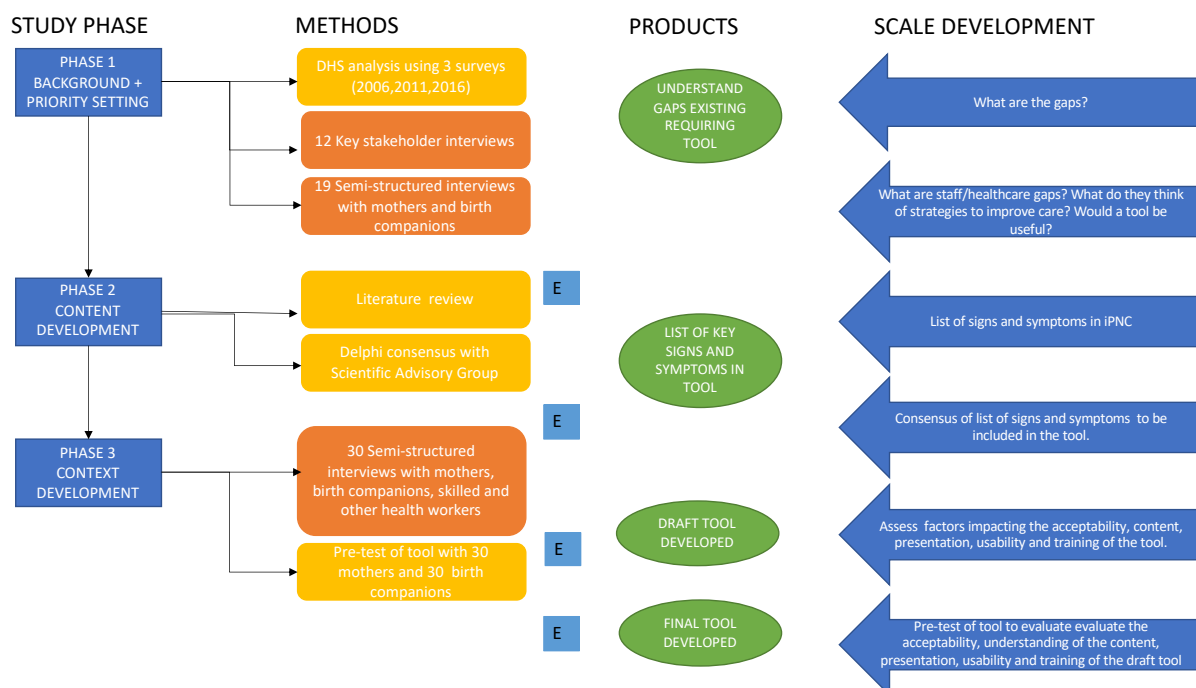 STUDY PHASE
METHODS
PRODUCTS
SCALE DEVELOPMENT
PHASE 1
BACKGROUND +
PRIORITY SETTING
DHS analysis using 3 surveys
(2006,2011,2016)
12 Key stakeholder interviews
19 Semi-structured interviews
with mothers and birth
companions
UNDERSTAND
GAPS EXISTING
REQUIRING
TOOL
What are the gaps?
What are staff/healthcare gaps? What do they think
of strategies to improve care? Would a tool be
useful?
PHASE 2
CONTENT
DEVELOPMENT
Literature review
Delphi consensus with
Scientific Advisory Group
E
E
LIST OF KEY
SIGNS AND
SYMPTOMS IN
TOOL
List of signs and symptoms in iPNC
Consensus of list of signs and symptoms to be
included in the tool.
PHASE 3
CONTEXT
DEVELOPMENT
30 Semi-structured
interviews with mothers,
birth companions, skilled and
other health workers
Pre-test of tool with 30
mothers and 30 birth
companions
E
E
DRAFT TOOL
DEVELOPED
FINAL TOOL
DEVELOPED
Assess factors impacting the acceptability, content,
presentation, usability and training of the tool.
Pre-test of tool to evaluate evaluate the
acceptability, understanding of the content,
presentation, usability and training of the draft tool